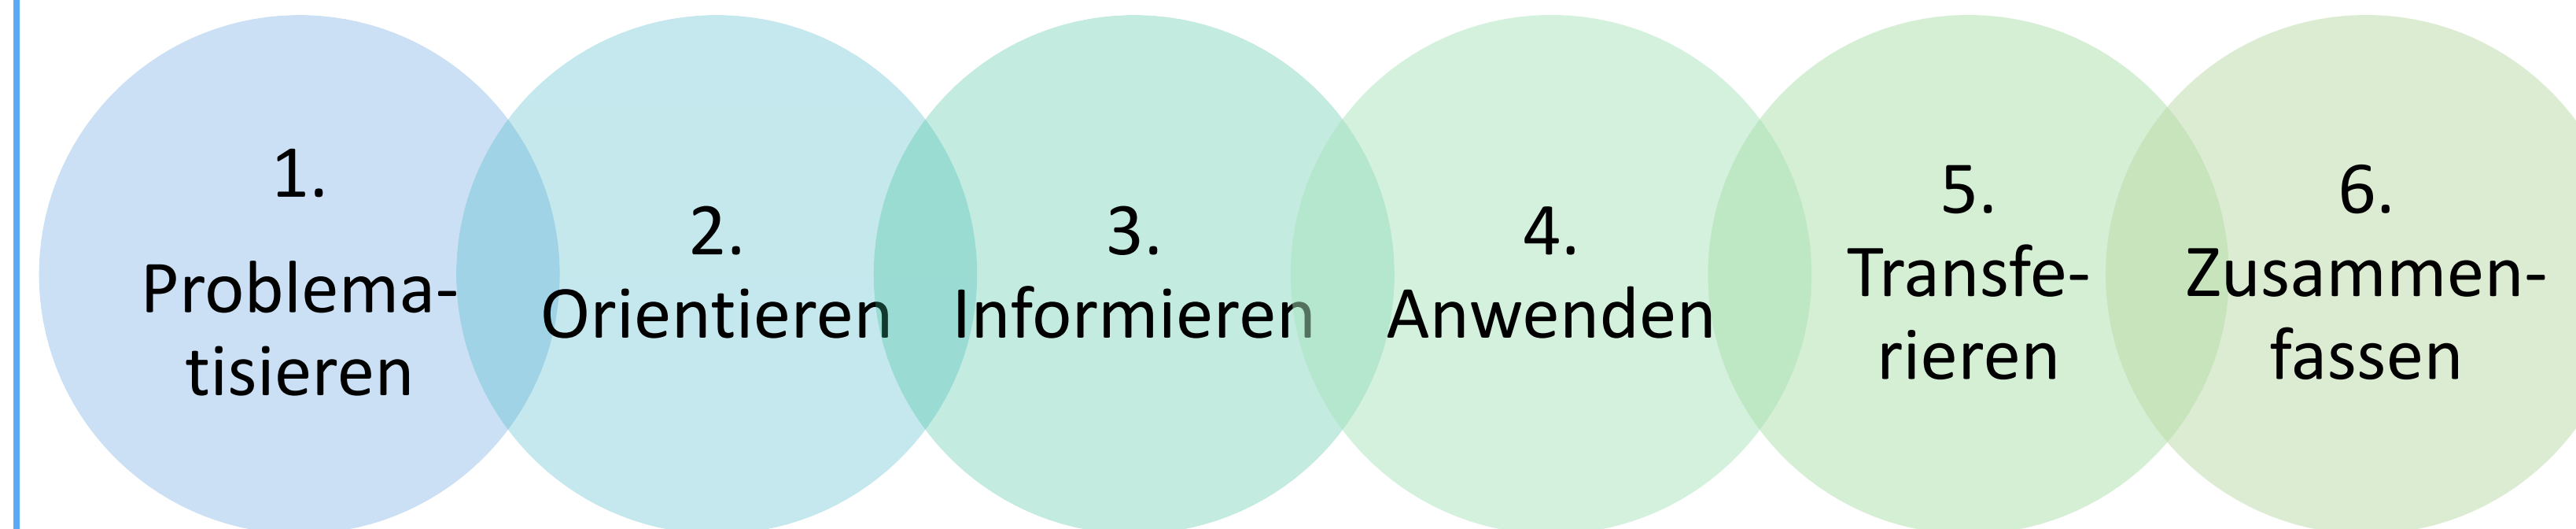 1.
Problema-
tisieren
2.
Orientieren
3.
Informieren
4.
Anwenden
5.
Transfe-
rieren
6.
Zusammen-
fassen